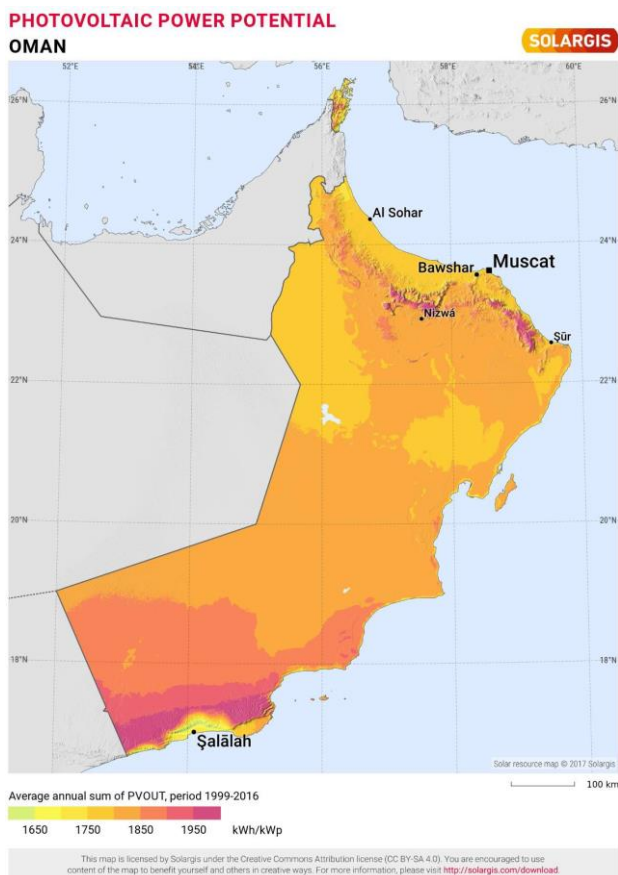 PHOTOVOLTAIC POWER POTENTIAL
OMAN
SOLARGIS
52°E 54°E 56°E 58°E 60°E
26°N 26°N
Al Sohar
24°N 24°N
Bawshar Muscat
Nizwá
Şūr
22°N 22°N
20°N 20°N
18°N 18°N
Şalālah
Solar resource map © 2017 Solargis
100 km
Average annual sum of PVOUT, period 1999-2016
1650 1750 1850 1950 kWh/kWp
This map is licensed by Solargis under the Creative Commons Attribution license (CC BY-SA 4.0). You are encouraged to use
content of the map to benefit yourself and others in creative ways. For more information, please visit http://solargis.com/download.